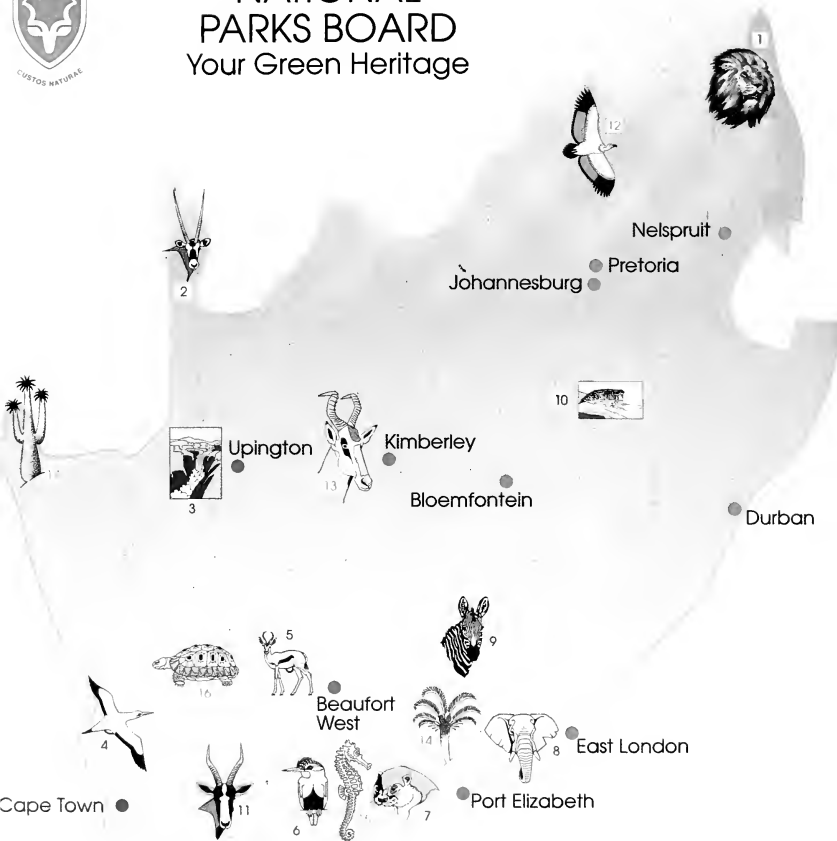 NATIONAL
PARKS BOARD
Your Green Heritage
CUSTOS NATURAE
1
12
Nelspruit
Pretoria
Johannesburg
2
10
Upington
Kimberley
13
3
Bloemfontein
Durban
9
5
16
Beaufort
West
4
14
8
East London
Cape Town
11
6
7
Port Elizabeth